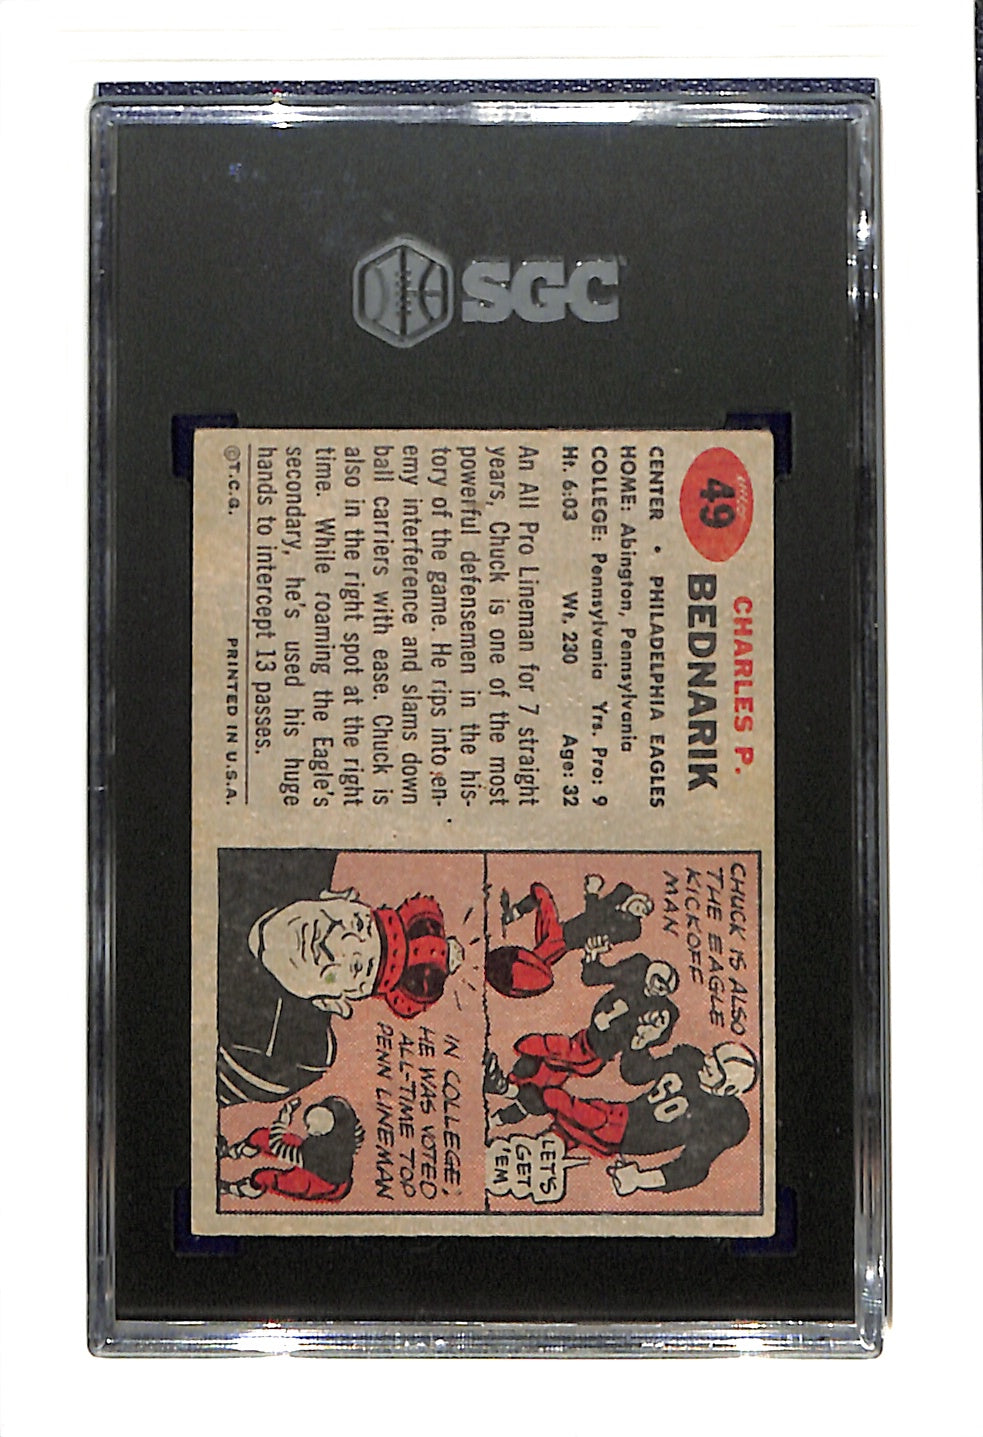 SGC
49
CHARLES P.
BEDNARIK
CENTER • PHILADELPHIA EAGLES
HOME: Abington, Pennsylvania
COLLEGE: Pennsylvania Yrs. Pro: 9
Ht. 6:03 Wt. 230 Age: 32
An All Pro Lineman for 7 straight
years, Chuck is one of the most
powerful defensemen in the his-
tory of the game. He rips into en-
emy interference and slams down
ball carriers with ease. Chuck is
also in the right spot at the right
time. While roaming the Eagle's
secondary, he's used his huge
hands to intercept 13 passes.
©T.C.G. PRINTED IN U.S.A.
CHUCK IS ALSO
THE EAGLE
KICKOFF
MAN
50
1
LET'S
GET
'EM
IN COLLEGE,
HE WAS VOTED
ALL-TIME TOP
PENN LINEMAN